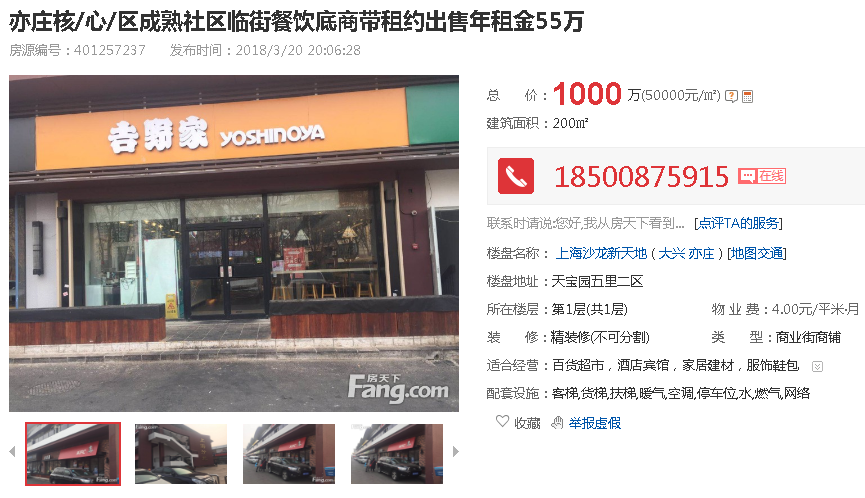 亦庄核/心/区成熟社区临街餐饮底商带租约出售年租金55万
房源编号：401257237 发布时间：2018/3/20 20:06:28
吉野家 YOSHINOYA
房天下
Fang.com
总 价：1000万(50000元/㎡)
建筑面积：200㎡
18500875915 在线
联系时请说:您好,我从房天下看到... [点评TA的服务]
楼盘名称：上海沙龙新天地 ( 大兴 亦庄 ) [地图交通]
楼盘地址：天宝园五里二区
所在楼层：第1层(共1层) 物 业 费：4.00元/平米·月
装 修：精装修(不可分割) 类 型：商业街商铺
适合经营：百货超市，酒店宾馆，家居建材，服饰鞋包
配套设施：客梯,货梯,扶梯,暖气,空调,停车位,水,燃气,网络
收藏 举报虚假